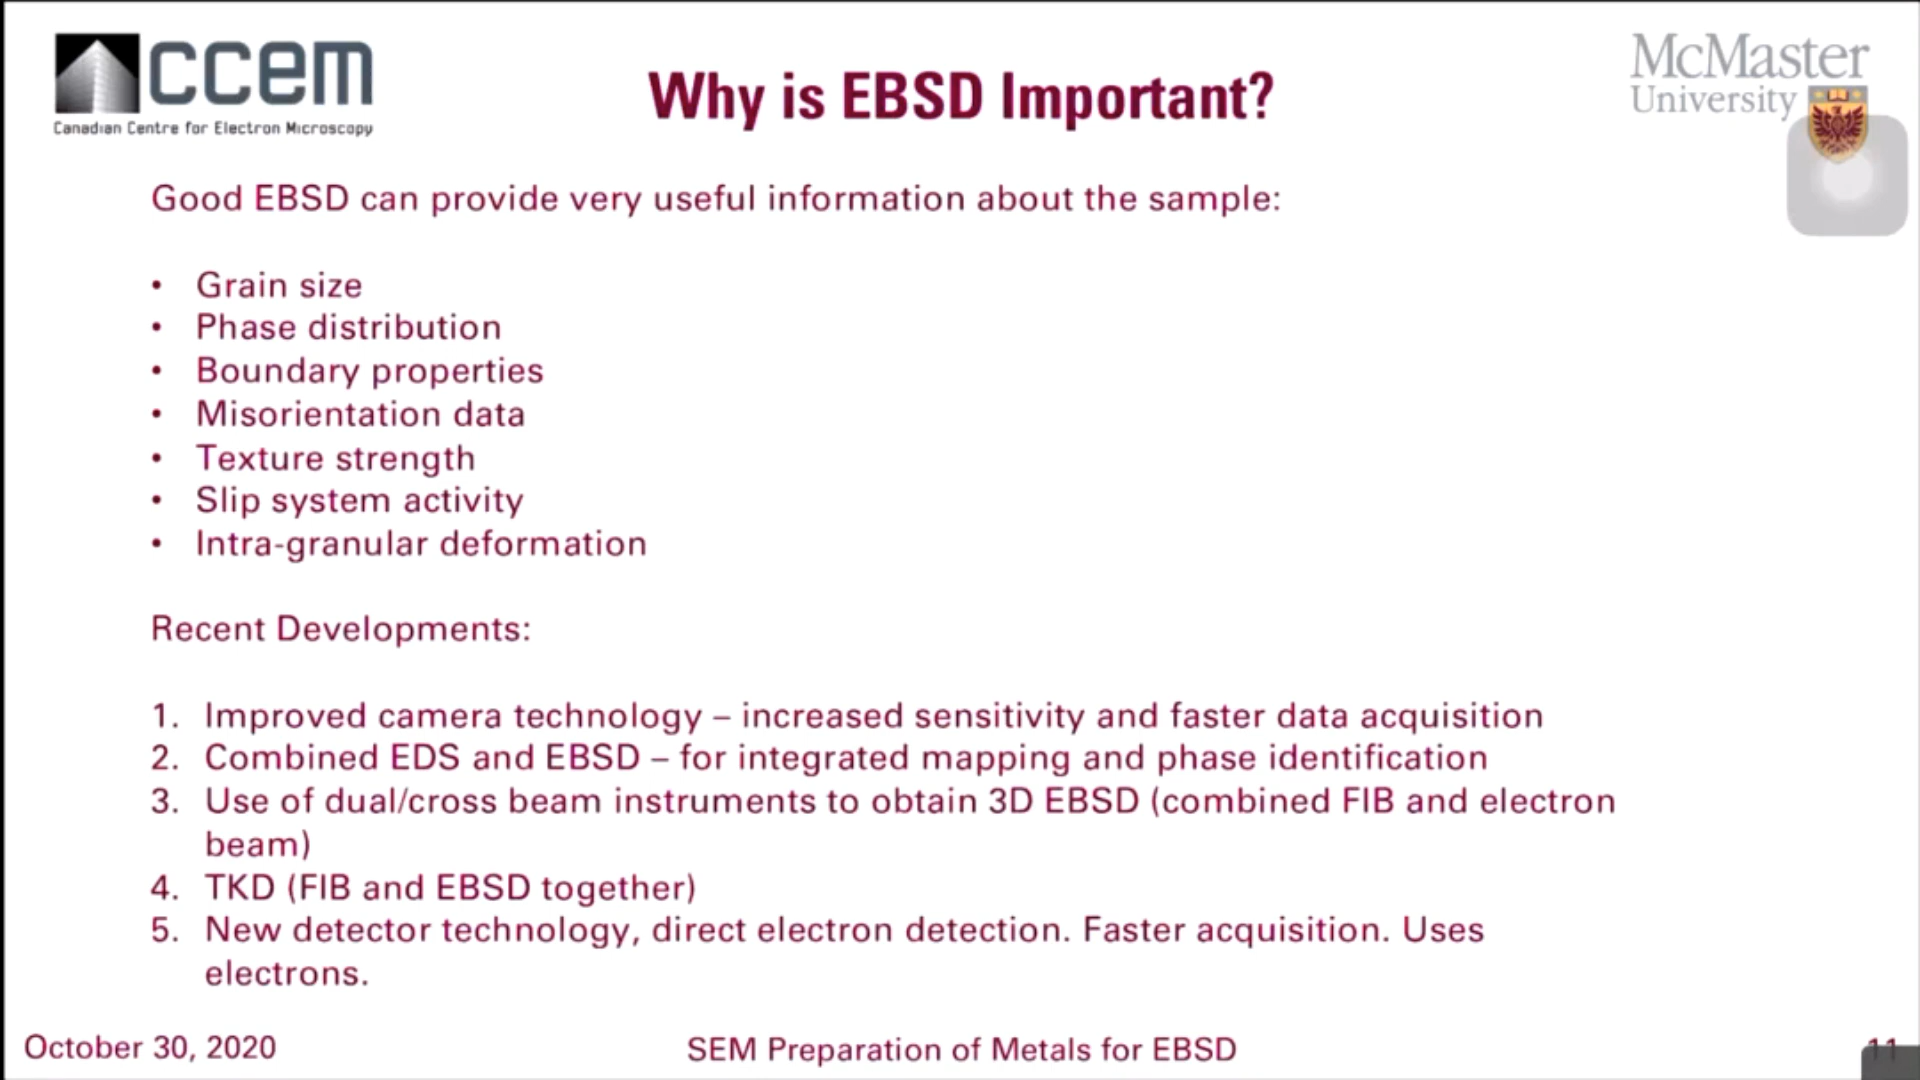 ccem
Canadian Centre for Electron Microscopy
Why is EBSD Important?
McMaster
University
Good EBSD can provide very useful information about the sample:
• Grain size
• Phase distribution
• Boundary properties
• Misorientation data
• Texture strength
• Slip system activity
• Intra-granular deformation
Recent Developments:
1. Improved camera technology – increased sensitivity and faster data acquisition
2. Combined EDS and EBSD – for integrated mapping and phase identification
3. Use of dual/cross beam instruments to obtain 3D EBSD (combined FIB and electron
beam)
4. TKD (FIB and EBSD together)
5. New detector technology, direct electron detection. Faster acquisition. Uses
electrons.
October 30, 2020
SEM Preparation of Metals for EBSD
11